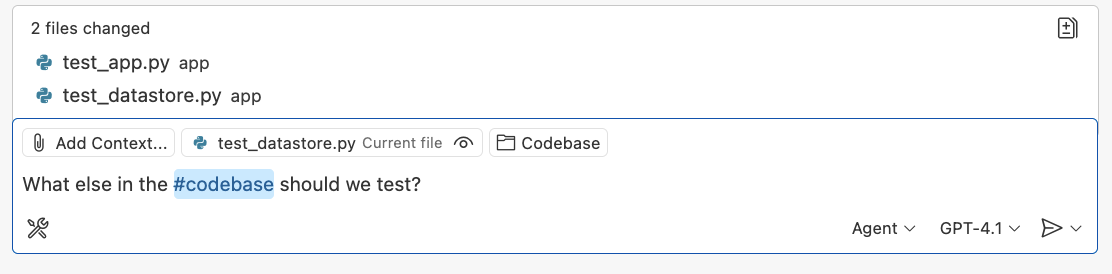 2 files changed
test_app.py app
test_datastore.py app
Add Context... test_datastore.py Current file Codebase
What else in the #codebase should we test?
Agent GPT-4.1